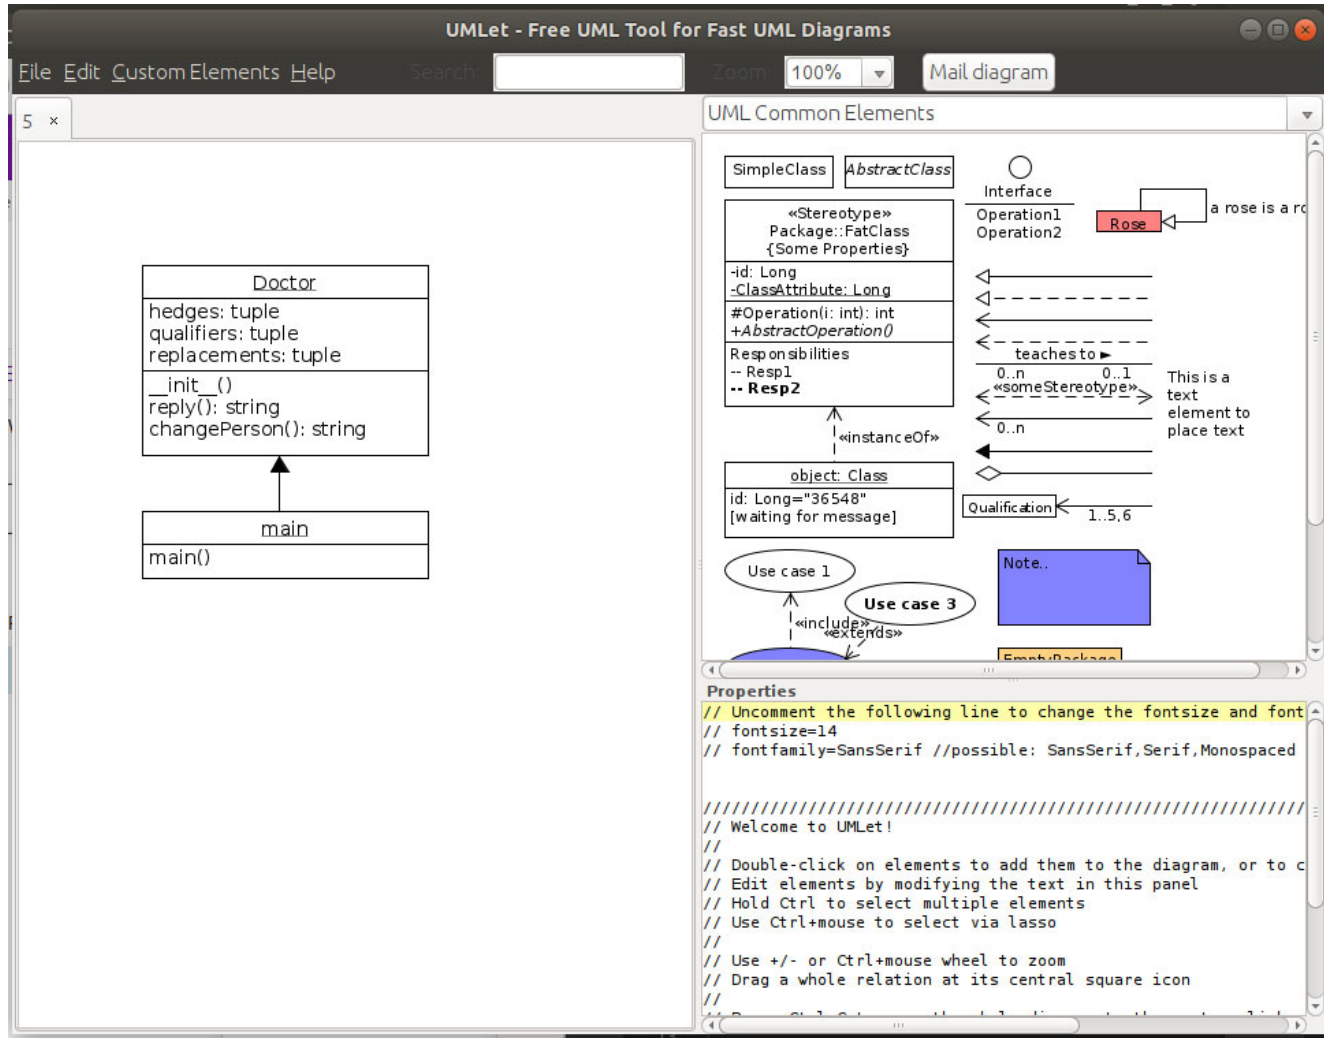 UMLet - Free UML Tool for Fast UML Diagrams
File Edit Custom Elements Help Search: Zoom: 100% Mail diagram
5 ×
UML Common Elements
Doctor
hedges: tuple
qualifiers: tuple
replacements: tuple
__init__()
reply(): string
changePerson(): string
main
main()
SimpleClass
AbstractClass
Interface
Operation1
Operation2
Rose
a rose is a ro
«Stereotype»
Package::FatClass
{Some Properties}
-id: Long
-ClassAttribute: Long
#Operation(i: int): int
+AbstractOperation()
Responsibilities
-- Resp1
-- Resp2
teaches to ►
0..n 0..1
«someStereotype»
0..n
This is a
text
element to
place text
«instanceOf»
object: Class
id: Long="36548"
[waiting for message]
Qualification
1..5,6
Use case 1
Use case 3
«include»
«extends»
Note..
EmptyPackage
Properties
// Uncomment the following line to change the fontsize and font
// fontsize=14
// fontfamily=SansSerif //possible: SansSerif,Serif,Monospaced
////////////////////////////////////////////////////////////////
// Welcome to UMLet!
//
// Double-click on elements to add them to the diagram, or to c
// Edit elements by modifying the text in this panel
// Hold Ctrl to select multiple elements
// Use Ctrl+mouse to select via lasso
//
// Use +/- or Ctrl+mouse wheel to zoom
// Drag a whole relation at its central square icon
//